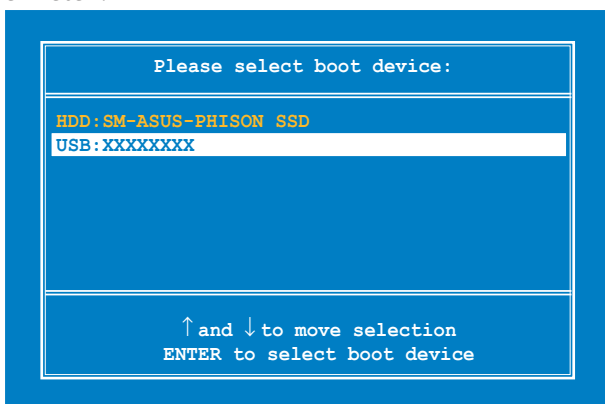 Please select boot device:
HDD:SM-ASUS-PHISON SSD
USB:XXXXXXXX
↑ and ↓ to move selection
ENTER to select boot device